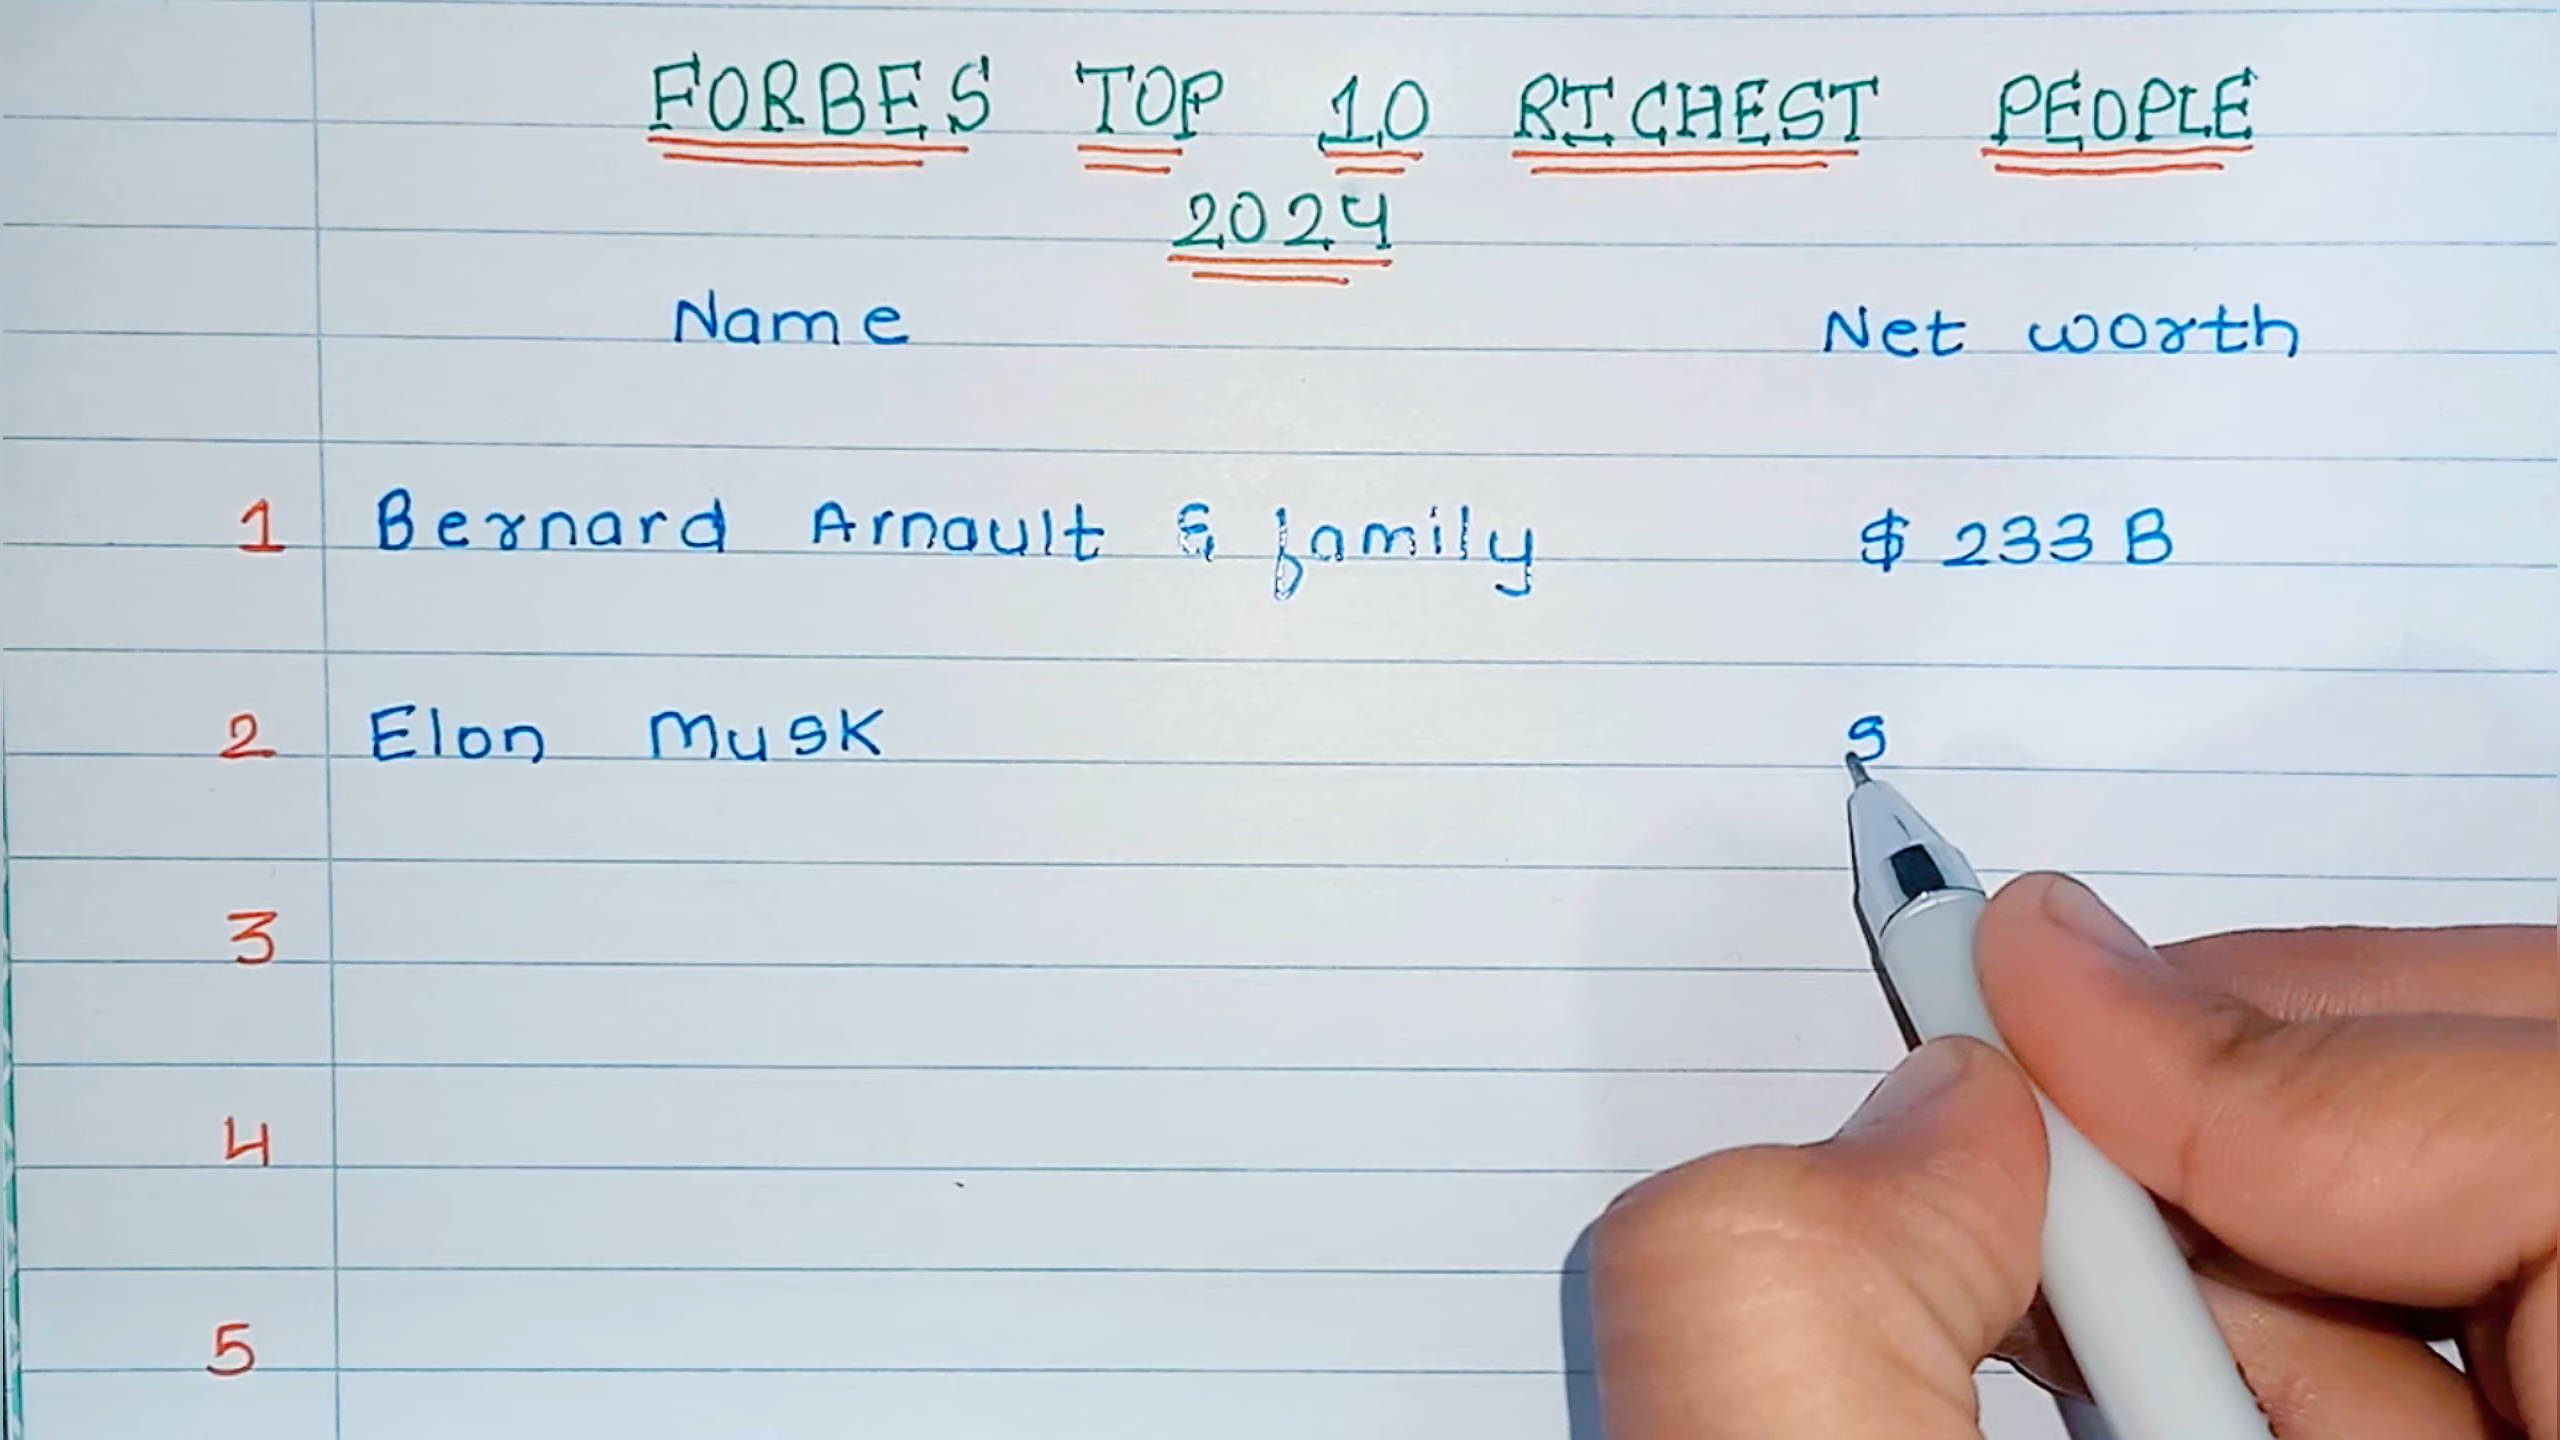 FORBES TOP 10 RICHEST PEOPLE
2024
Name Net worth
1 Bernard Arnault & family $ 233 B
2 Elon Musk S
3
4
5